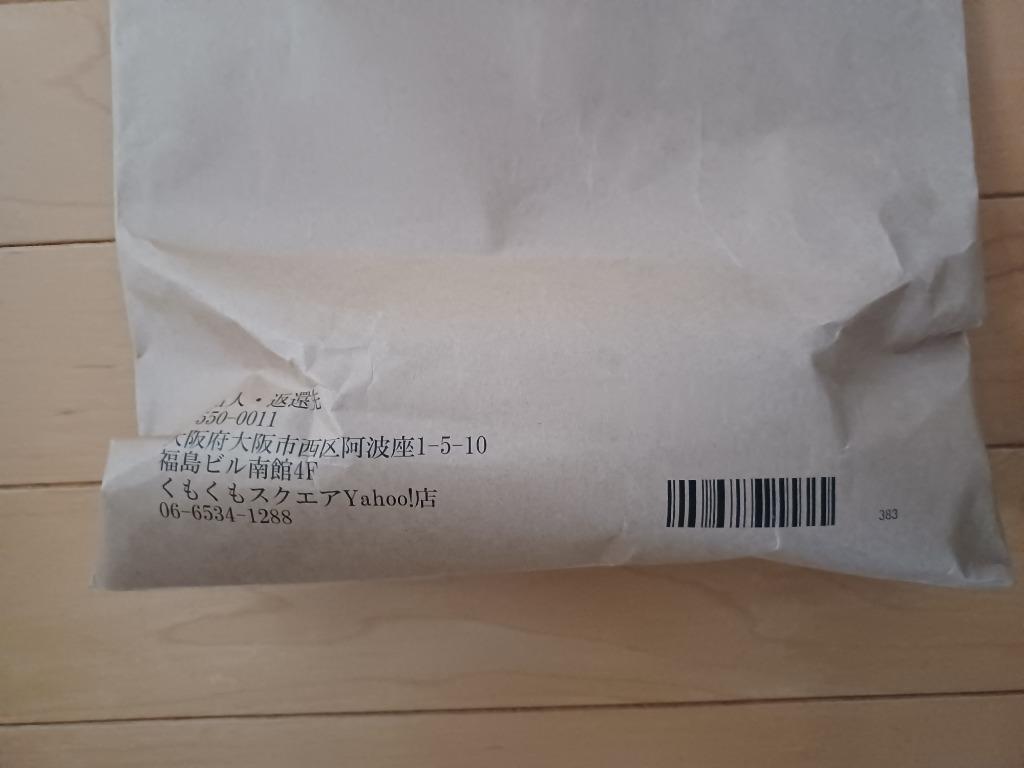 人・返還先
550-0011
大阪府大阪市西区阿波座1-5-10
福島ビル南館4F
くもくもスクエアYahoo!店
06-6534-1288
383